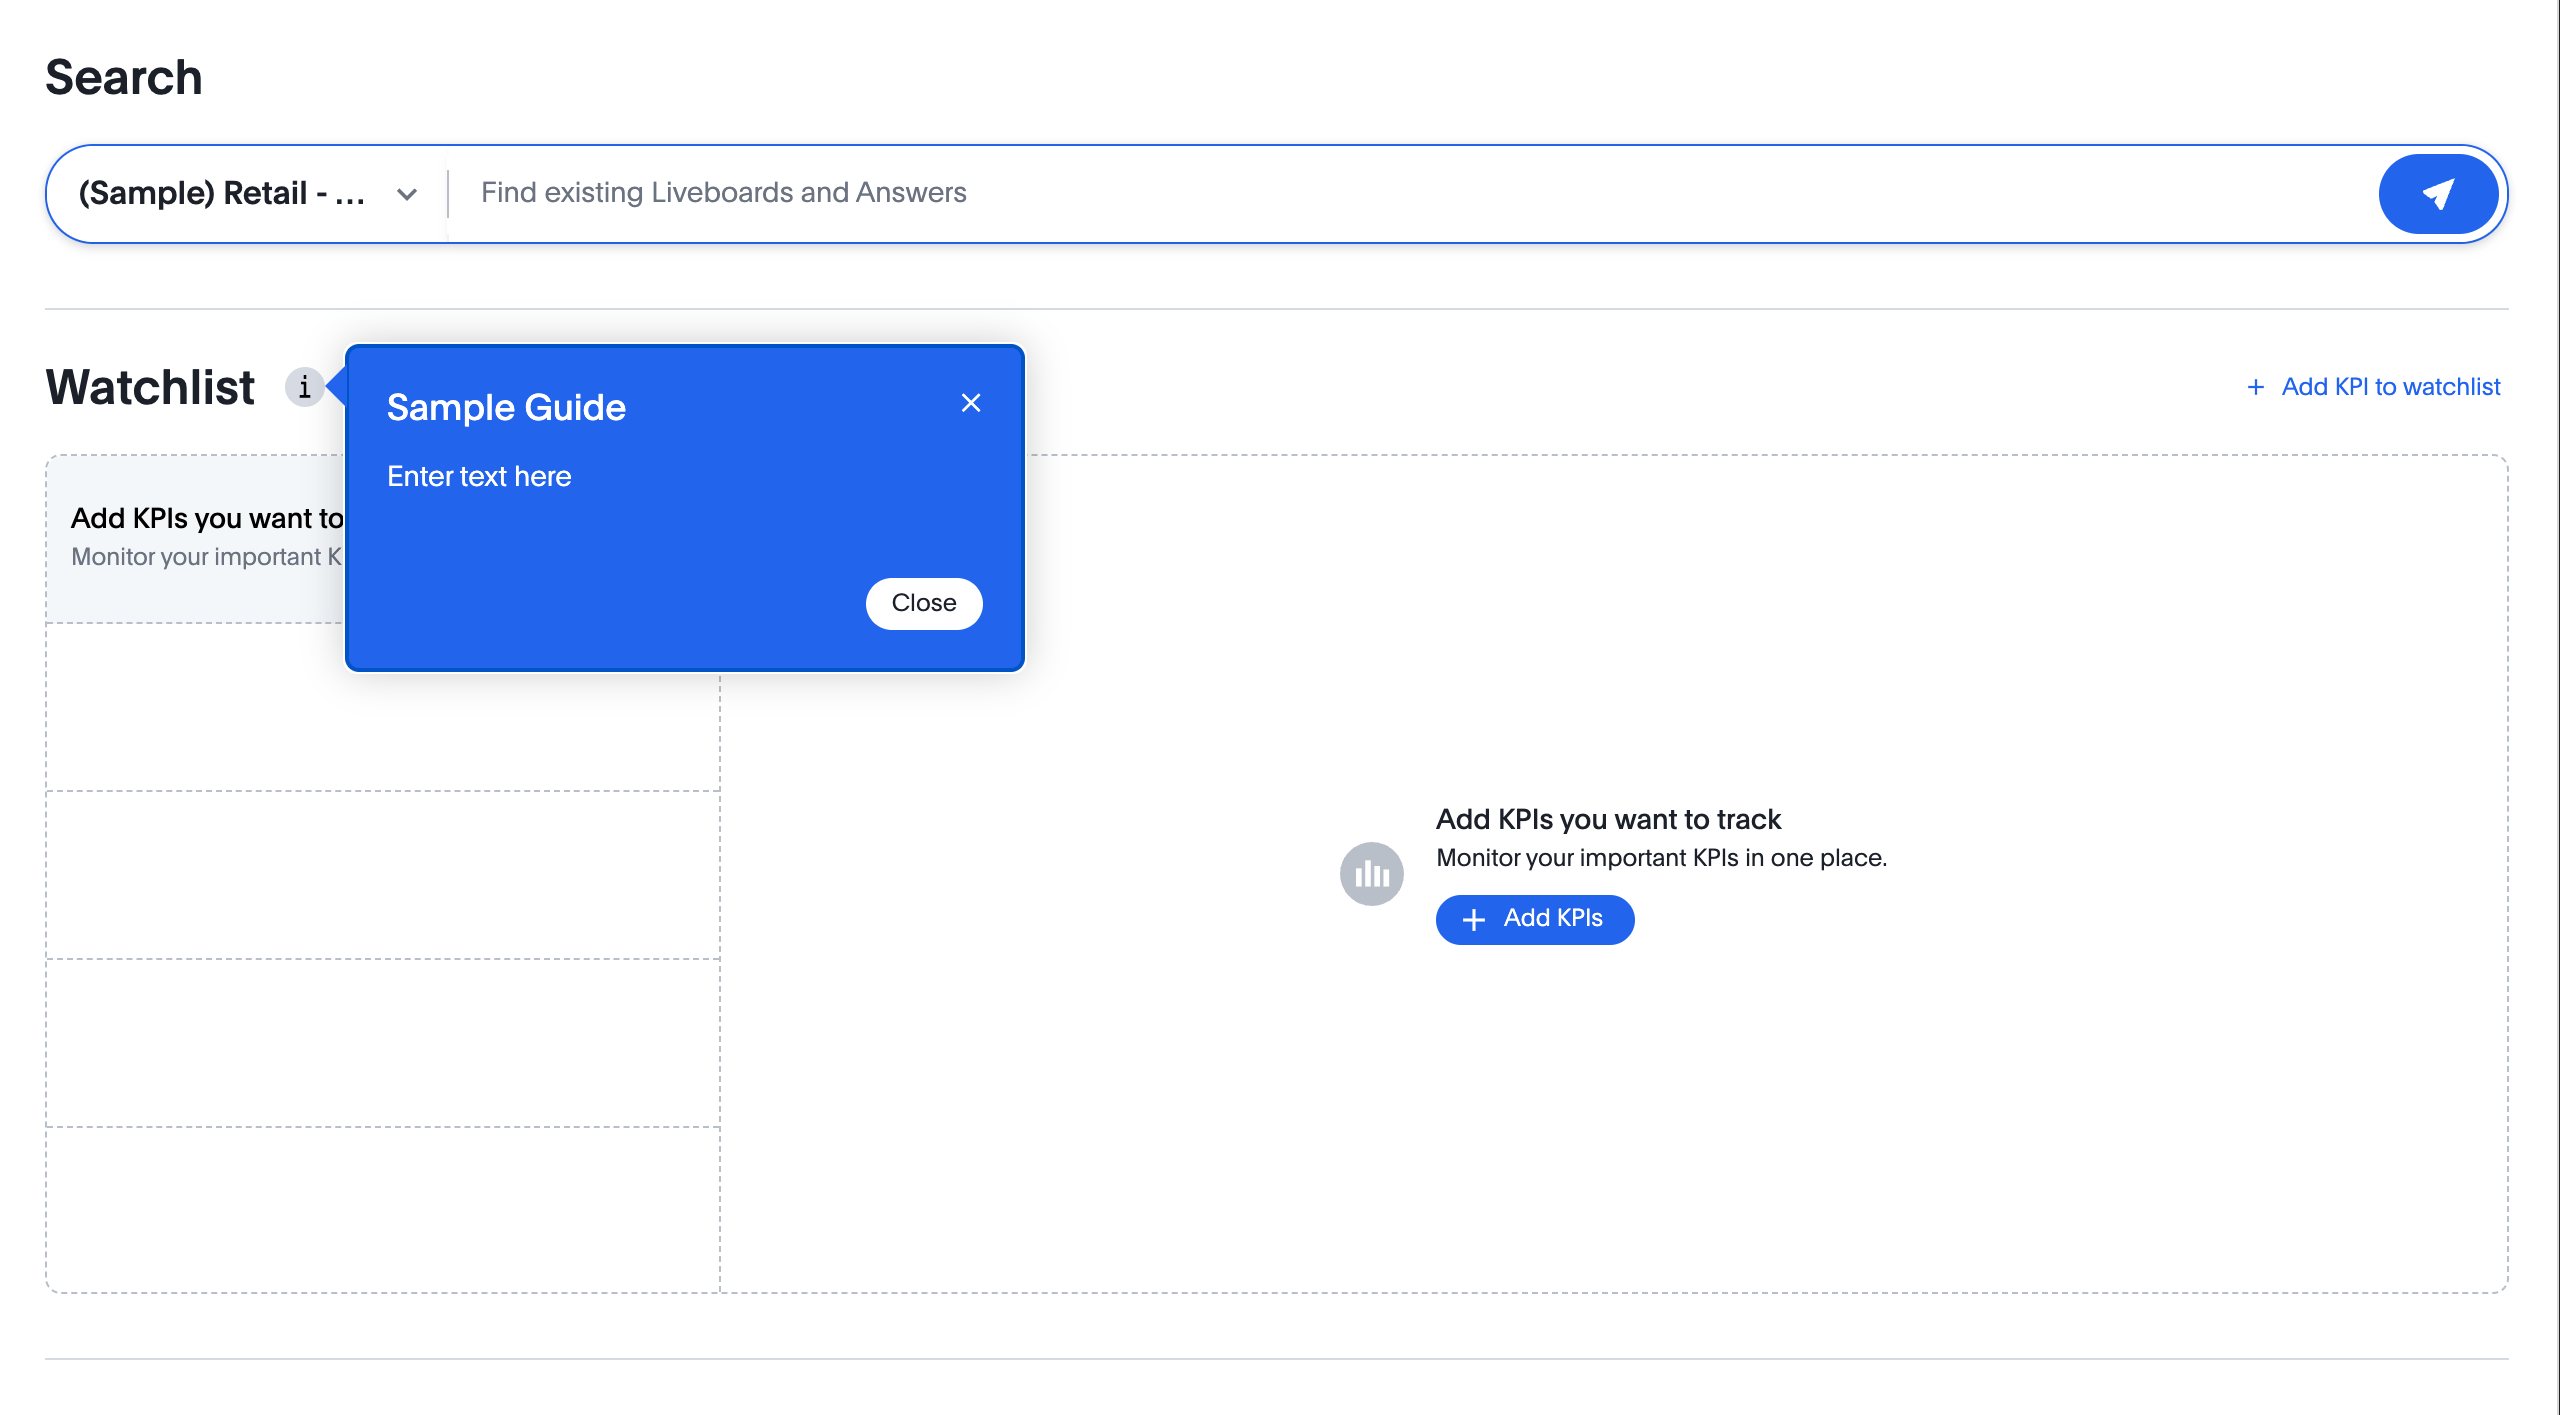 Search
(Sample) Retail - ...
Find existing Liveboards and Answers
Watchlist
i
+ Add KPI to watchlist
Sample Guide
Enter text here
Close
Add KPIs you want to
Monitor your important K
Add KPIs you want to track
Monitor your important KPIs in one place.
+ Add KPIs